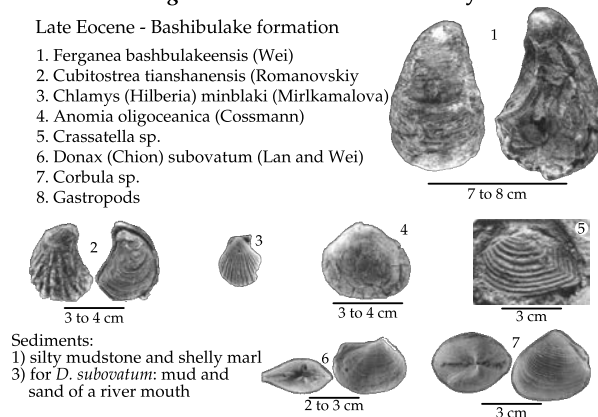 Late Eocene - Bashibulake formation
1. Ferganea bashbulakeensis (Wei)
2. Cubitostrea tianshanensis (Romanovskiy
3. Chlamys (Hilberia) minblaki (Mirlkamalova)
4. Anomia oligoceanica (Cossmann)
5. Crassatella sp.
6. Donax (Chion) subovatum (Lan and Wei)
7. Corbula sp.
8. Gastropods
1
7 to 8 cm
2
3 to 4 cm
3
4
3 to 4 cm
5
3 cm
Sediments:
1) silty mudstone and shelly marl
3) for D. subovatum: mud and
sand of a river mouth
6
2 to 3 cm
7
3 cm